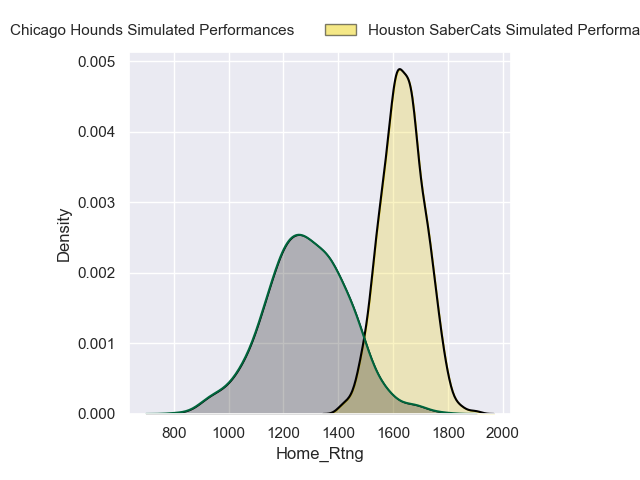 Chicago Hounds Simulated Performances
Houston SaberCats Simulated Performa
0.005
0.004
0.003
0.002
0.001
0.000
Density
800 1000 1200 1400 1600 1800 2000
Home_Rtng